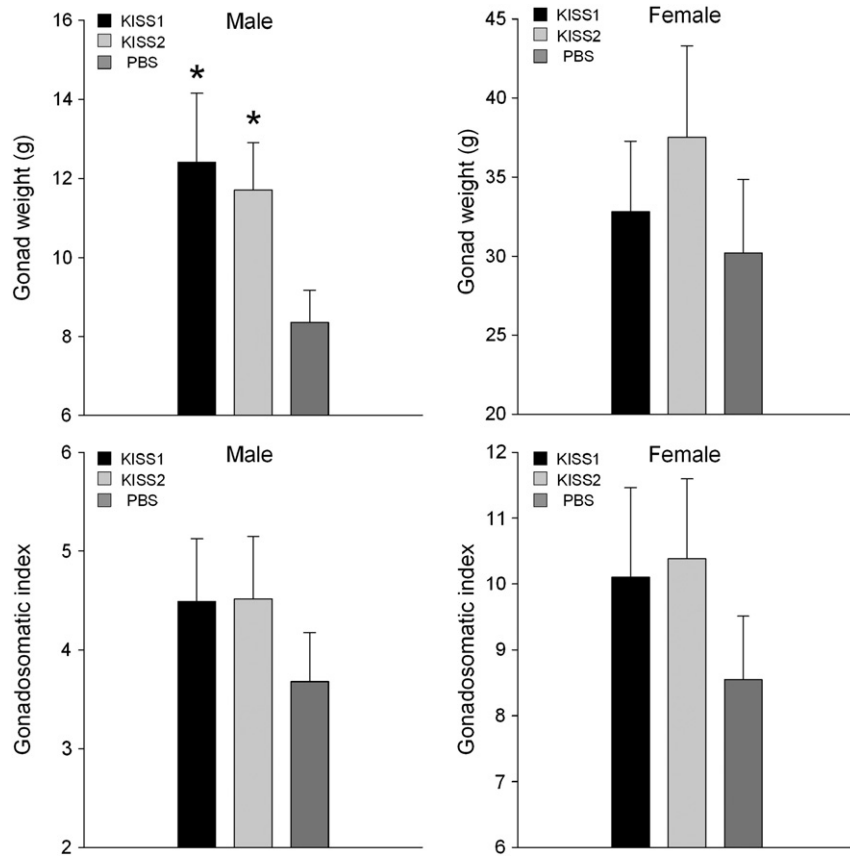 Male
KISS1
KISS2
PBS
*
*
Gonad weight (g)
16
14
12
10
8
6
Female
KISS1
KISS2
PBS
Gonad weight (g)
45
40
35
30
25
20
Male
KISS1
KISS2
PBS
Gonadosomatic index
6
5
4
3
2
Female
KISS1
KISS2
PBS
Gonadosomatic index
12
11
10
9
8
7
6